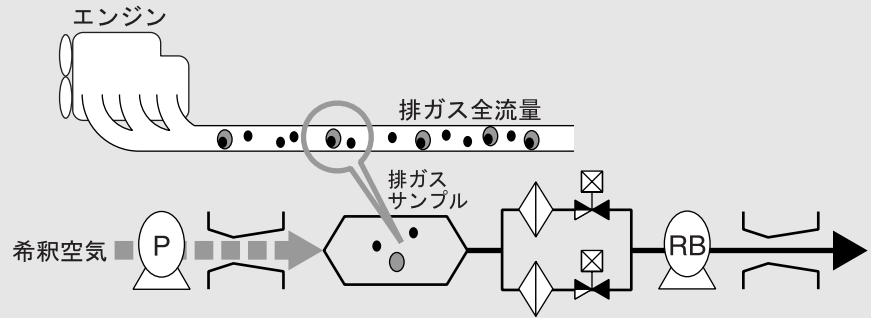 エンジン
排ガス全流量
排ガス
サンプル
希釈空気
P
RB